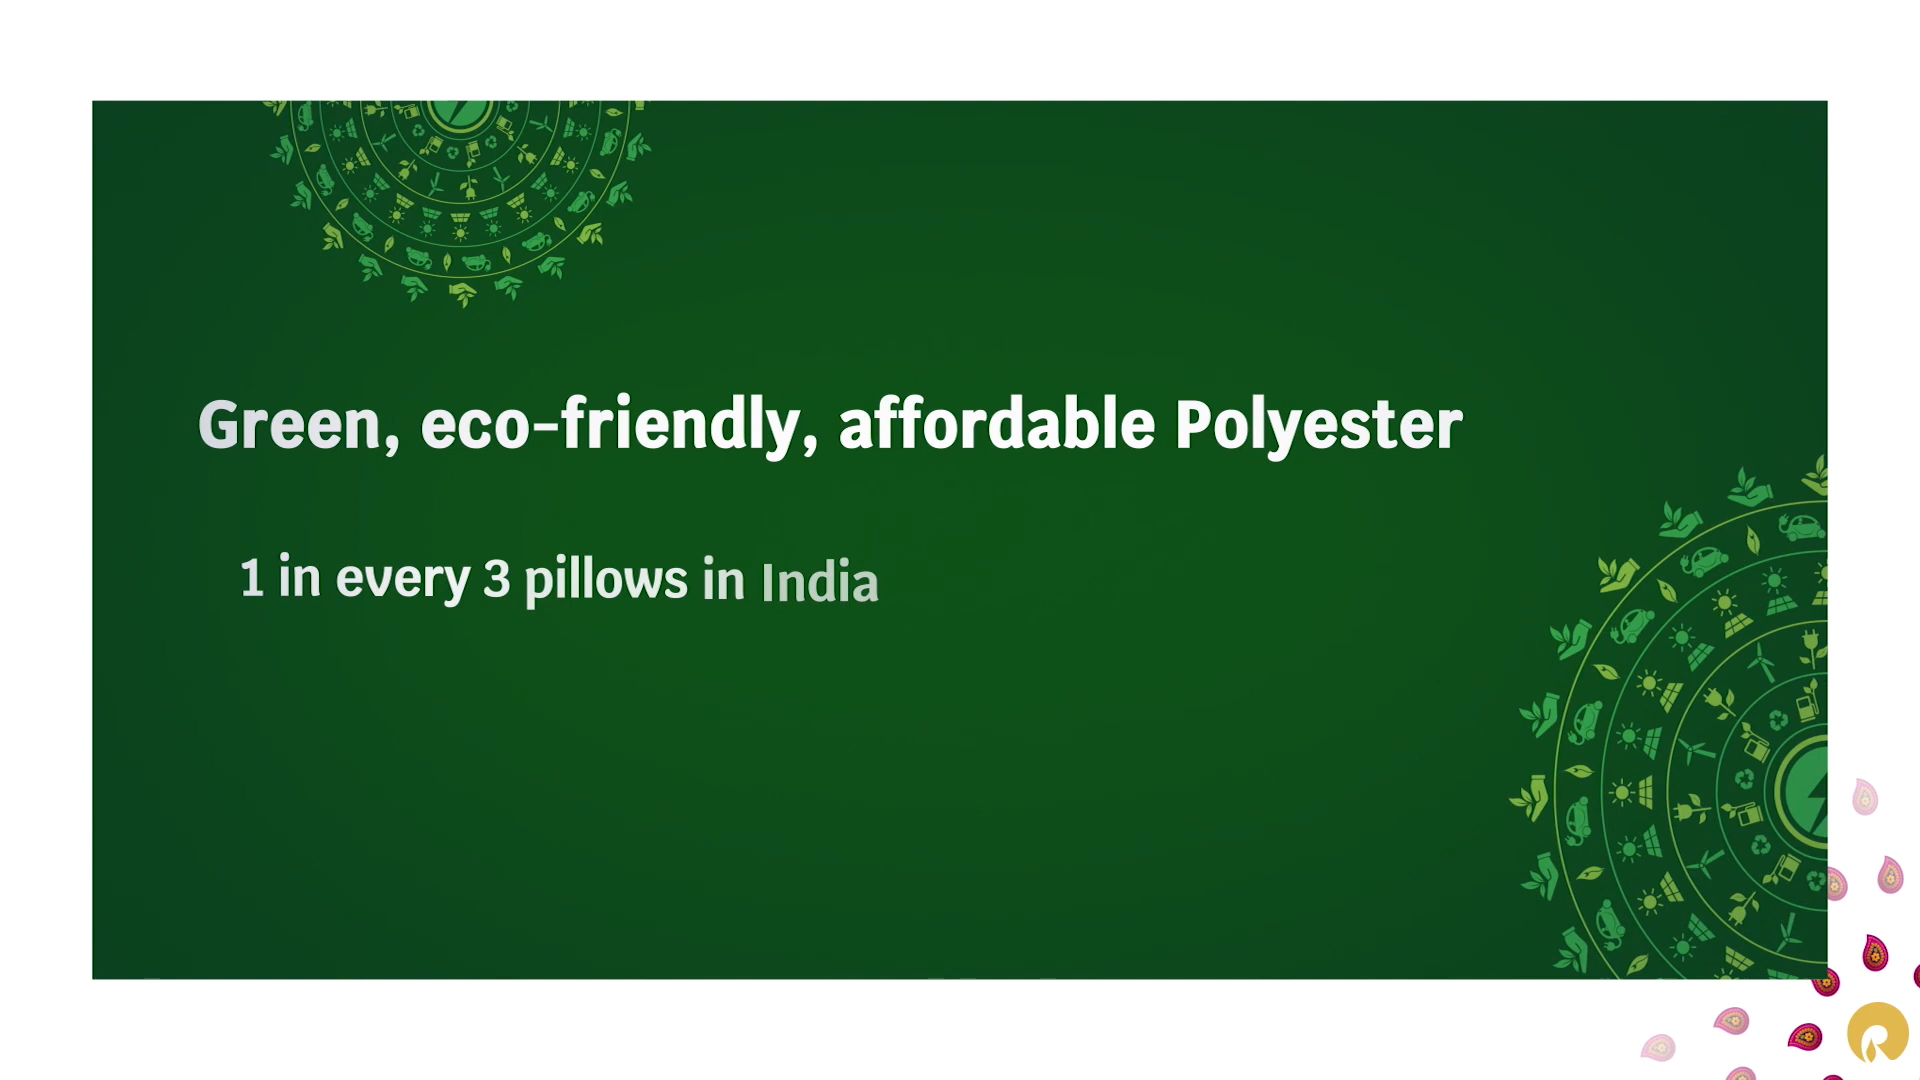 Green, eco-friendly, affordable Polyester
1 in every 3 pillows in India